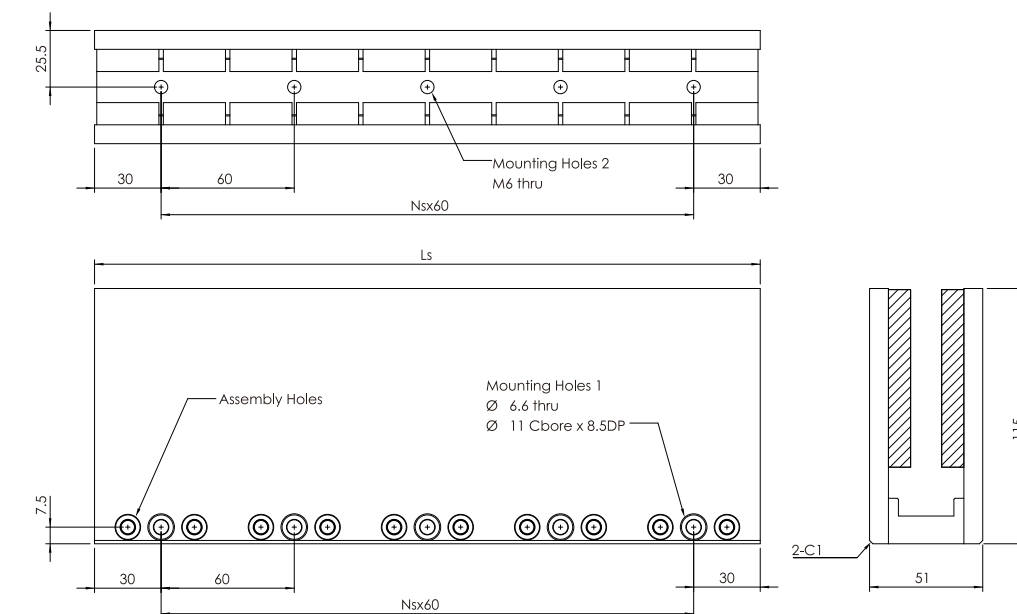 25.5
Mounting Holes 2
M6 thru
30
60
30
Nsx60
Ls
Mounting Holes 1
Ø 6.6 thru
Ø 11 Cbore x 8.5DP
Assembly Holes
115
7.5
2-C1
30
60
30
51
Nsx60